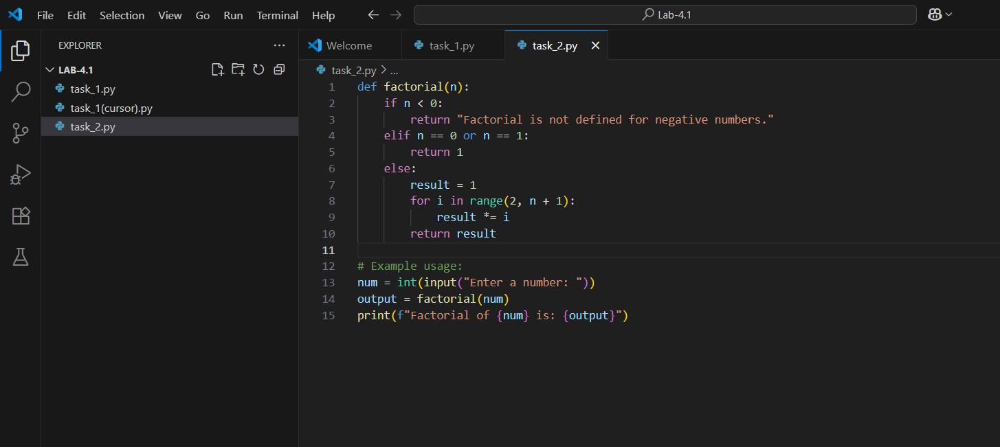 File Edit Selection View Go Run Terminal Help
Lab-4.1
EXPLORER
LAB-4.1
task_1.py
task_1(cursor).py
task_2.py
Welcome
task_1.py
task_2.py
task_2.py > ...
1 def factorial(n):
2     if n < 0:
3         return "Factorial is not defined for negative numbers."
4     elif n == 0 or n == 1:
5         return 1
6     else:
7         result = 1
8         for i in range(2, n + 1):
9             result *= i
10         return result
11
12 # Example usage:
13 num = int(input("Enter a number: "))
14 output = factorial(num)
15 print(f"Factorial of {num} is: {output}")